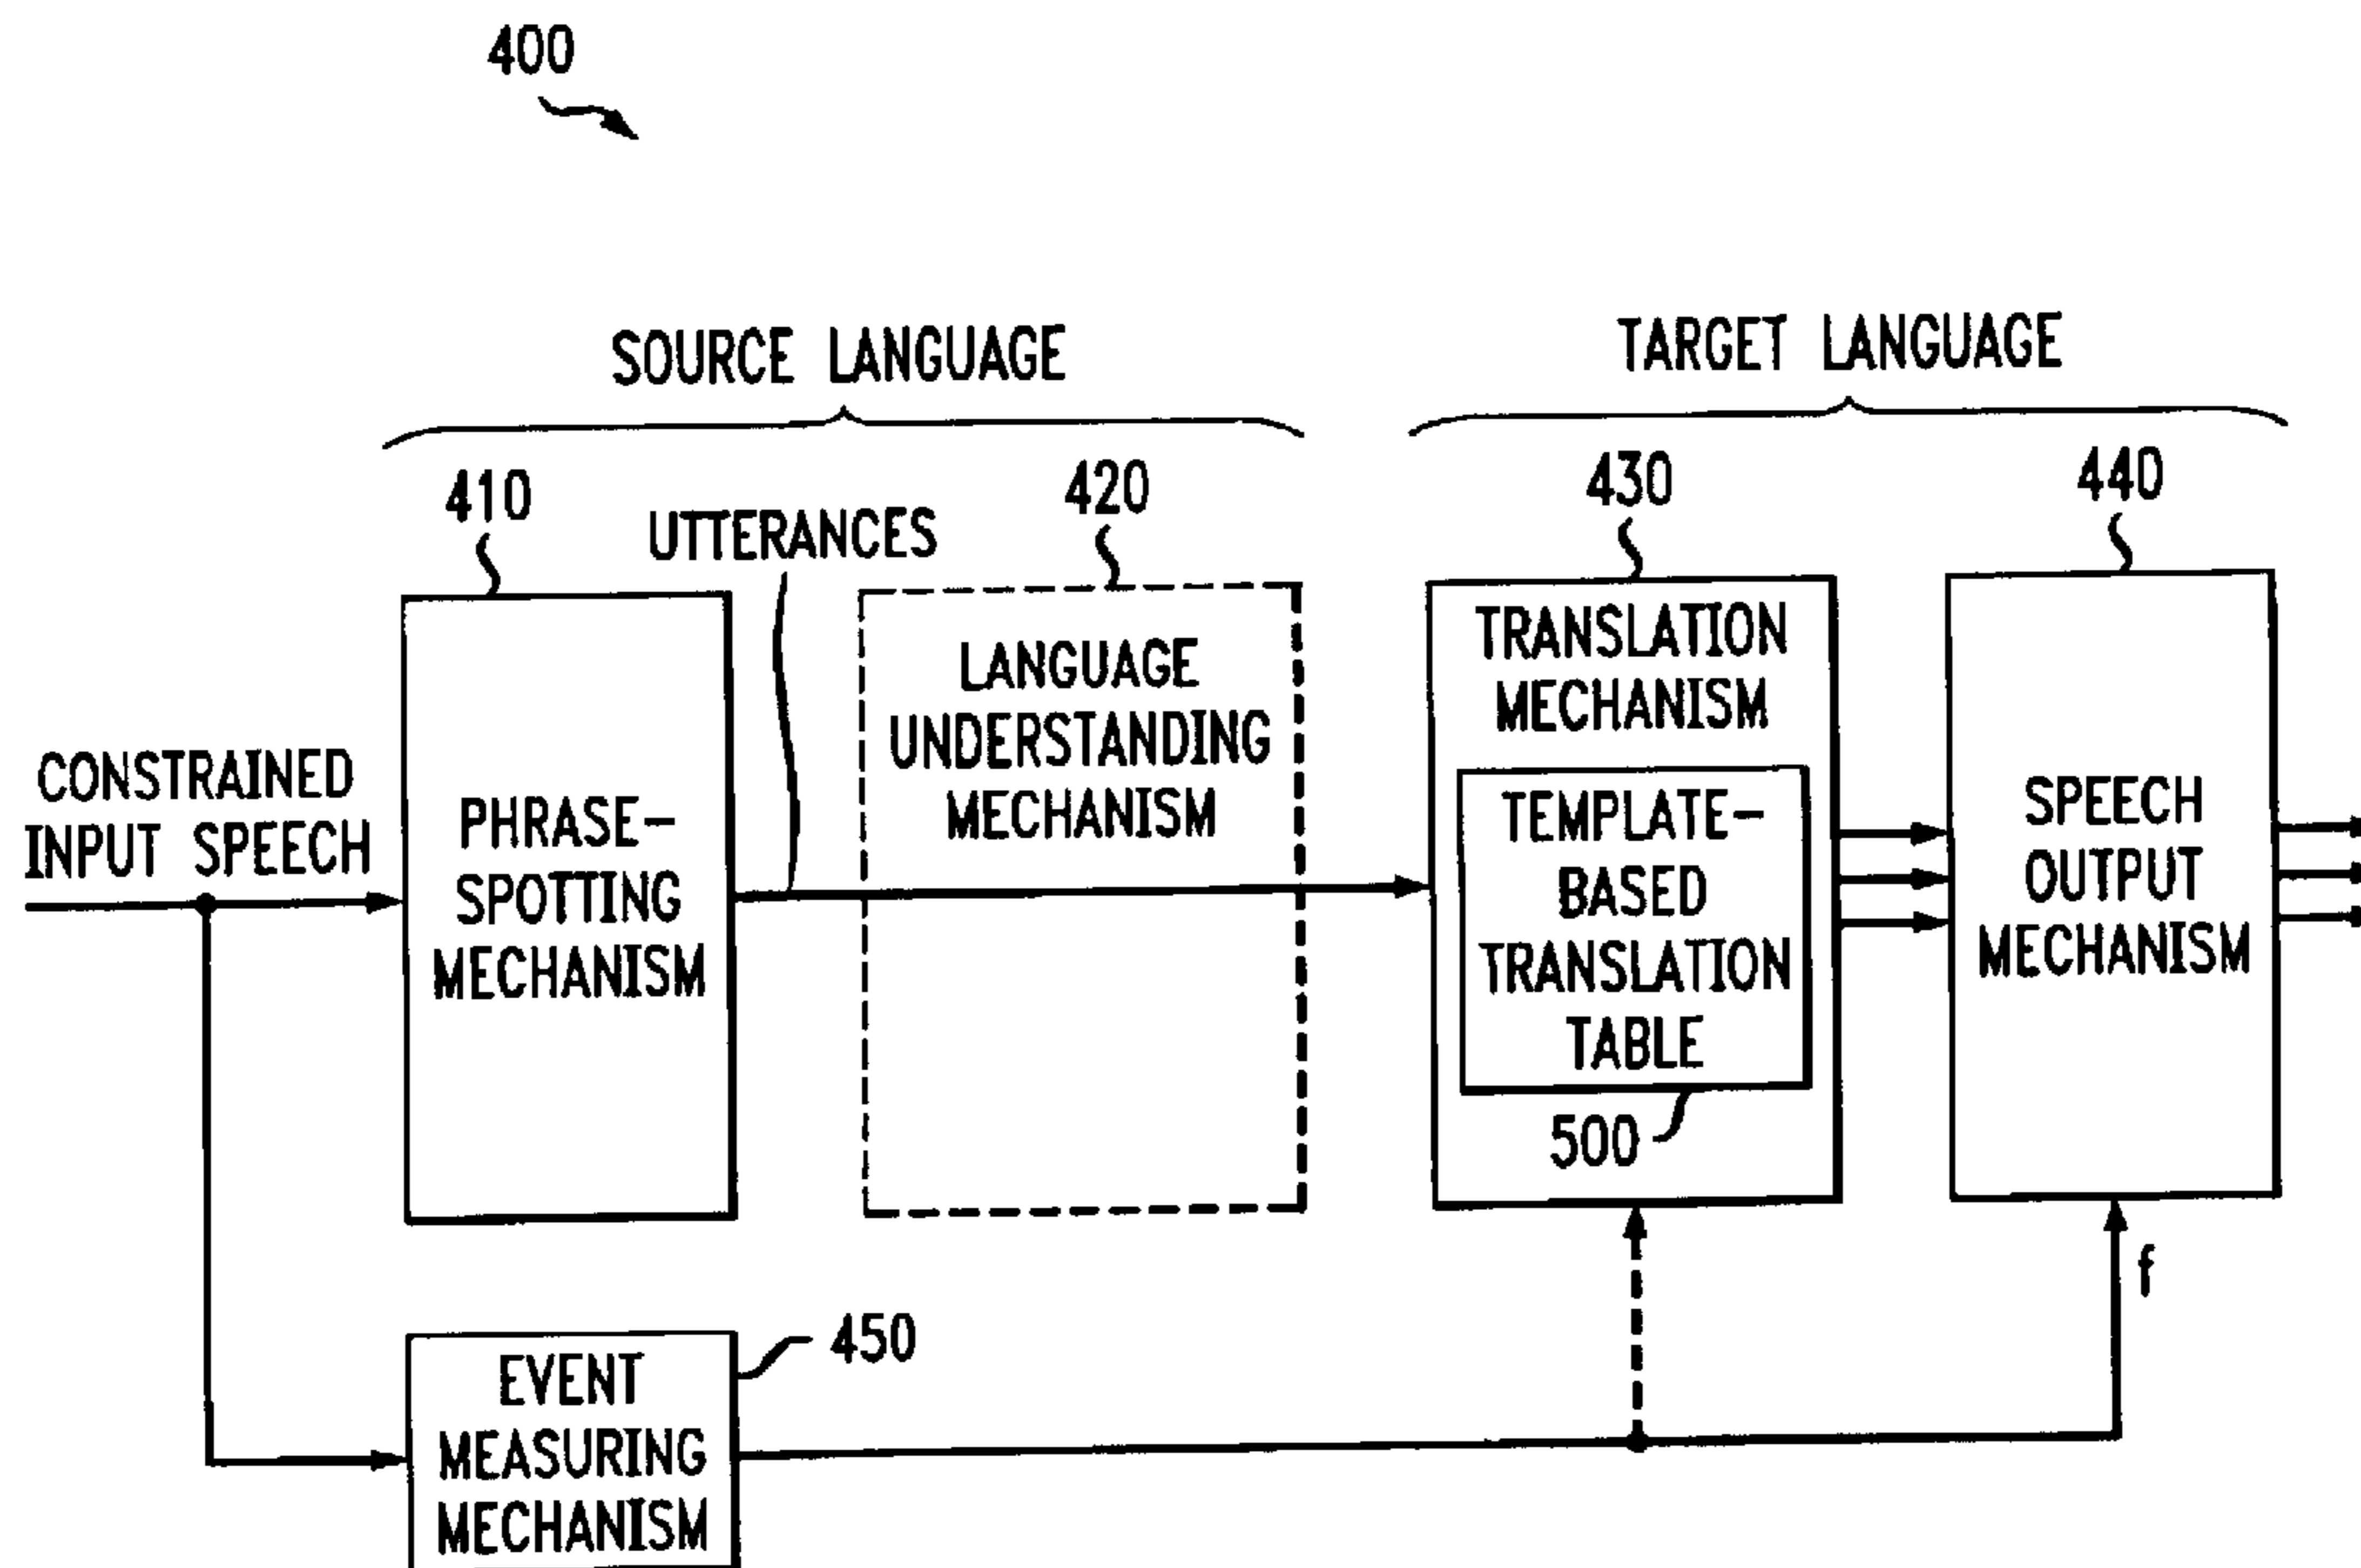 400
SOURCE LANGUAGE
TARGET LANGUAGE
410
UTTERANCES
420
430
440
CONSTRAINED
INPUT SPEECH
PHRASE-
SPOTTING
MECHANISM
LANGUAGE
UNDERSTANDING
MECHANISM
TRANSLATION
MECHANISM
TEMPLATE-
BASED
TRANSLATION
TABLE
500
SPEECH
OUTPUT
MECHANISM
f
450
EVENT
MEASURING
MECHANISM